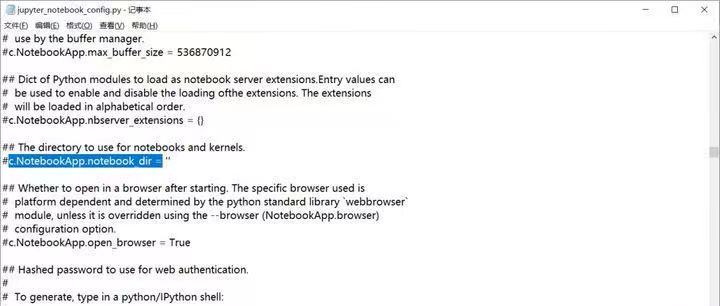 jupyter_notebook_config.py - 记事本
文件(F) 编辑(E) 格式(O) 查看(V) 帮助(H)
#  use by the buffer manager.
#c.NotebookApp.max_buffer_size = 536870912
## Dict of Python modules to load as notebook server extensions.Entry values can
#  be used to enable and disable the loading ofthe extensions. The extensions
#  will be loaded in alphabetical order.
#c.NotebookApp.nbserver_extensions = {}
## The directory to use for notebooks and kernels.
#c.NotebookApp.notebook_dir = ''
## Whether to open in a browser after starting. The specific browser used is
#  platform dependent and determined by the python standard library `webbrowser`
#  module, unless it is overridden using the --browser (NotebookApp.browser)
#  configuration option.
#c.NotebookApp.open_browser = True
## Hashed password to use for web authentication.
#
#  To generate, type in a python/IPython shell: